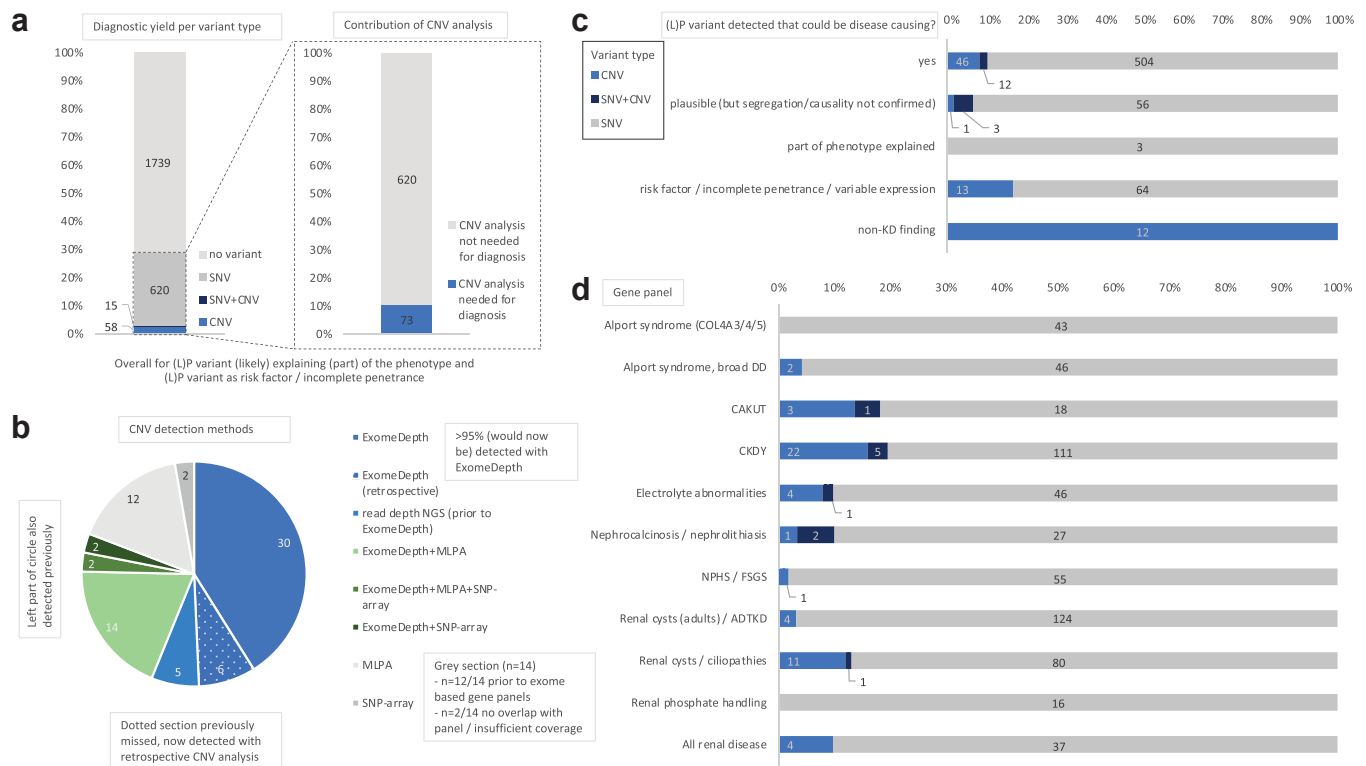 a
Diagnostic yield per variant type
Contribution of CNV analysis
100%
90%
80%
70%
60%
50%
40%
30%
20%
10%
0%
1739
620
15
58
no variant
SNV
SNV+CNV
CNV
100%
90%
80%
70%
60%
50%
40%
30%
20%
10%
0%
620
73
CNV analysis
not needed
for diagnosis
CNV analysis
needed for
diagnosis
Overall for (L)P variant (likely) explaining (part) of the phenotype and
(L)P variant as risk factor / incomplete penetrance
b
CNV detection methods
Left part of circle also
detected previously
30
6
5
14
2
2
12
2
Dotted section previously
missed, now detected with
retrospective CNV analysis
ExomeDepth
ExomeDepth
(retrospective)
read depth NGS (prior to
ExomeDepth)
ExomeDepth+MLPA
ExomeDepth+MLPA+SNP-
array
ExomeDepth+SNP-array
MLPA
SNP-array
>95% (would now
be) detected with
ExomeDepth
Grey section (n=14)
- n=12/14 prior to exome
based gene panels
- n=2/14 no overlap with
panel / insufficient coverage
c
(L)P variant detected that could be disease causing?
0% 10% 20% 30% 40% 50% 60% 70% 80% 90% 100%
Variant type
CNV
SNV+CNV
SNV
yes
46
504
12
plausible (but segregation/causality not confirmed)
56
1
3
part of phenotype explained
3
risk factor / incomplete penetrance / variable expression
13
64
non-KD finding
12
d
Gene panel
0% 10% 20% 30% 40% 50% 60% 70% 80% 90% 100%
Alport syndrome (COL4A3/4/5)
43
Alport syndrome, broad DD
2
46
CAKUT
3
1
18
CKDY
22
5
111
Electrolyte abnormalities
4
46
1
Nephrocalcinosis / nephrolithiasis
1
2
27
NPHS / FSGS
55
1
Renal cysts (adults) / ADTKD
4
124
Renal cysts / ciliopathies
11
80
1
Renal phosphate handling
16
All renal disease
4
37